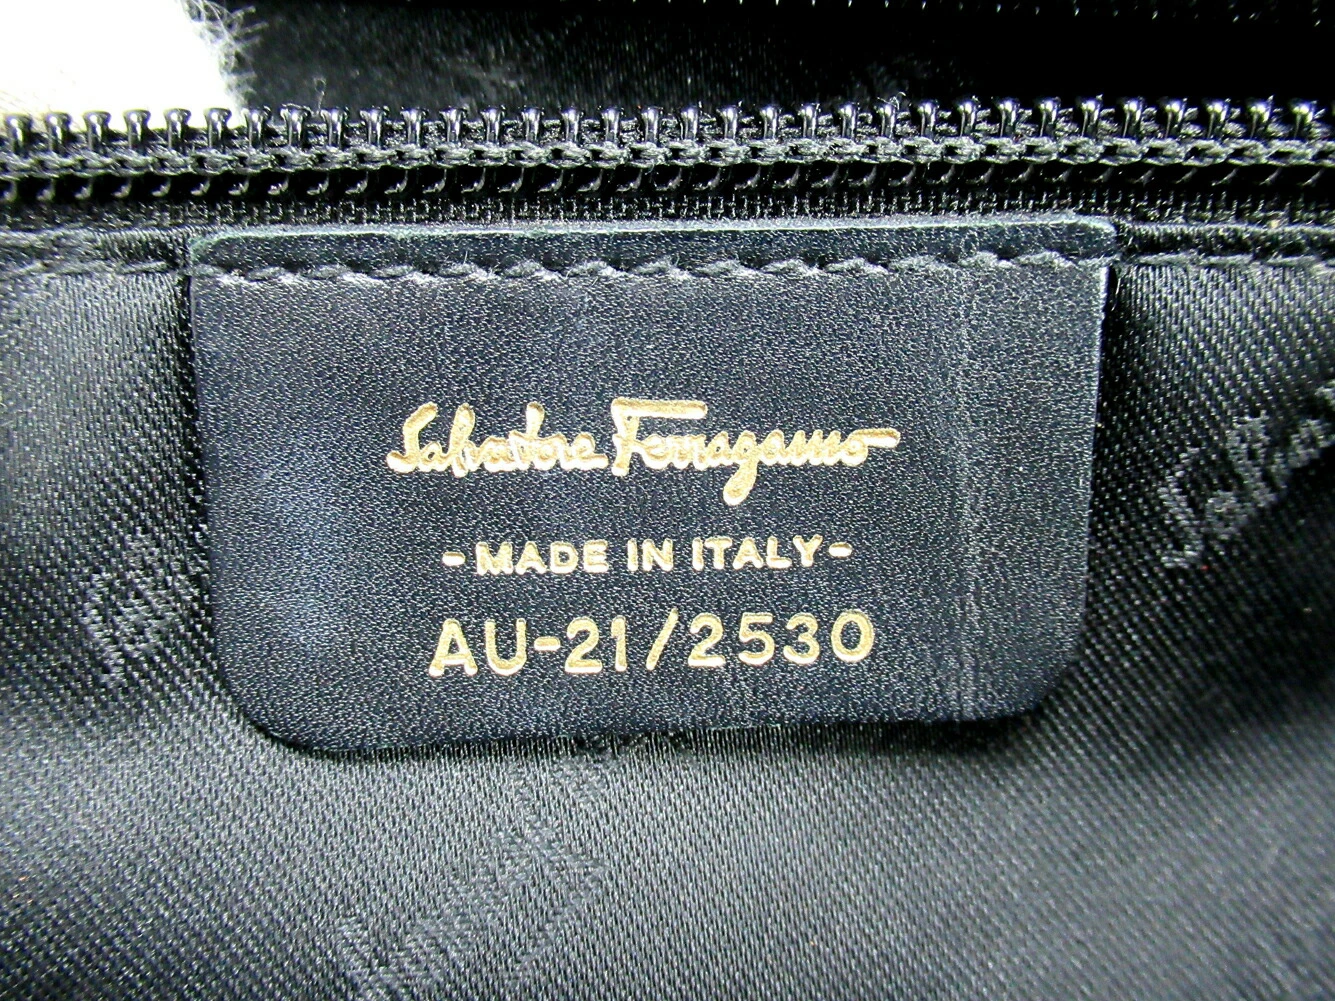 Salvatore Ferragamo
-MADE IN ITALY-
AU-21/2530